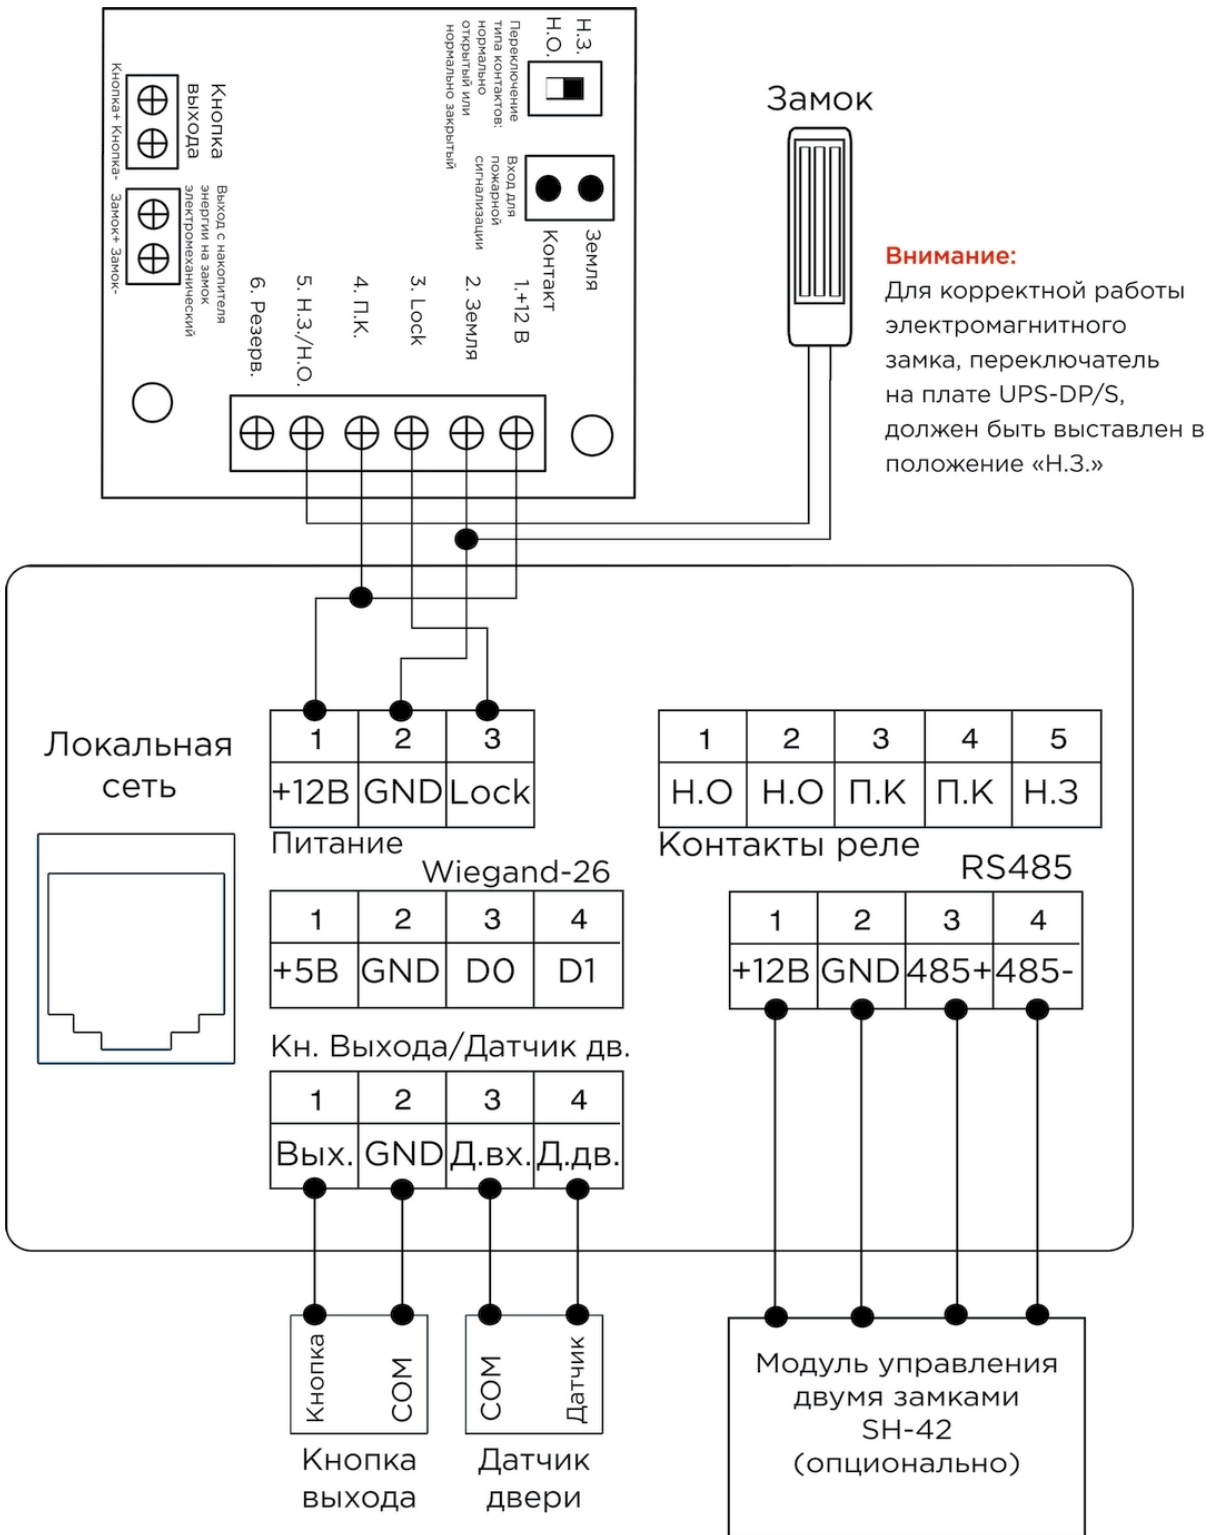 Кнопка+ Кнопка-
Кнопка
выхода
Замок+ Замок-
Выход с накопителя
энергии на замок
электромеханический
Переключение
типа контактов:
нормально
открытый или
нормально закрытый
Н.О.
Н.З.
Вход для
пожарной
сигнализации
Контакт
Земля
6. Резерв.
5. Н.З./Н.О.
4. П.К.
3. Lock
2. Земля
1.+12 В
Замок
Внимание:
Для корректной работы
электромагнитного
замка, переключатель
на плате UPS-DP/S,
должен быть выставлен в
положение «Н.З.»
Локальная
сеть
1 2 3
+12В GND Lock
Питание
1 2 3 4 5
Н.О Н.О П.К П.К Н.З
Контакты реле
Wiegand-26
1 2 3 4
+5В GND D0 D1
RS485
1 2 3 4
+12В GND 485+ 485-
Кн. Выхода/Датчик дв.
1 2 3 4
Вых. GND Д.вх. Д.дв.
Кнопка
COM
Кнопка
выхода
COM
Датчик
Датчик
двери
Модуль управления
двумя замками
SH-42
(опционально)